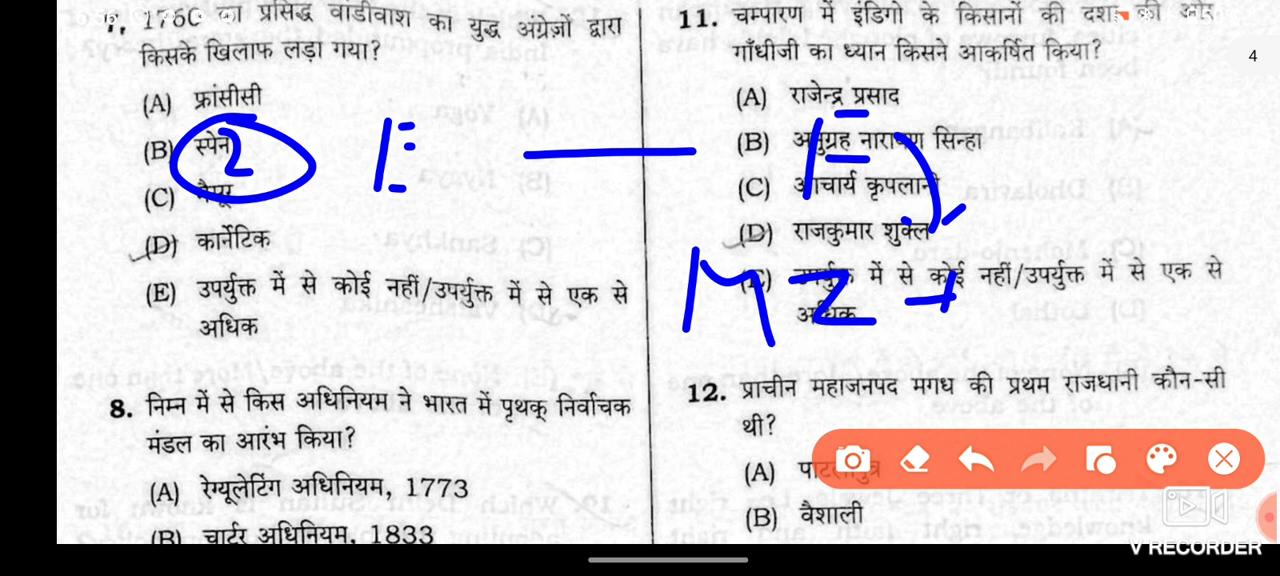 7. 1760 का प्रसिद्ध वांडीवाश का युद्ध अंग्रेज़ों द्वारा
किसके खिलाफ लड़ा गया?
(A) फ्रांसीसी
(B) स्पेन
(C) मैसूर
(D) कार्नेटिक
(E) उपर्युक्त में से कोई नहीं/उपर्युक्त में से एक से
अधिक
8. निम्न में से किस अधिनियम ने भारत में पृथक् निर्वाचक
मंडल का आरंभ किया?
(A) रेग्यूलेटिंग अधिनियम, 1773
(B) चार्टर अधिनियम, 1833
11. चम्पारण में इंडिगो के किसानों की दशा की ओर
गाँधीजी का ध्यान किसने आकर्षित किया?
(A) राजेन्द्र प्रसाद
(B) अनुग्रह नारायण सिन्हा
(C) आचार्य कृपलानी
(D) राजकुमार शुक्ल
(E) उपर्युक्त में से कोई नहीं/उपर्युक्त में से एक से
अधिक
12. प्राचीन महाजनपद मगध की प्रथम राजधानी कौन-सी
थी?
(A) पाटलीपुत्र
(B) वैशाली
4
2
E
V RECORDER